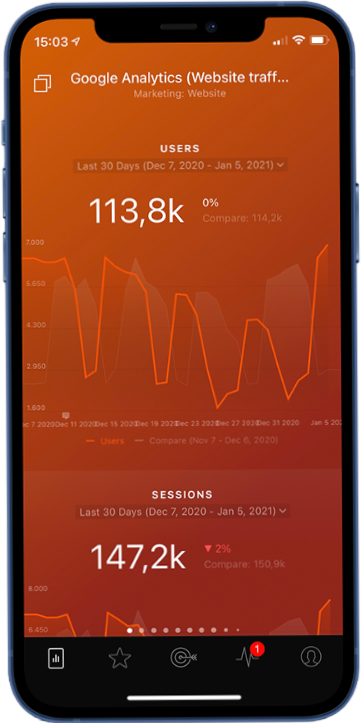 15:03
Google Analytics (Website traff...
Marketing: Website
USERS
Last 30 Days (Dec 7, 2020 - Jan 5, 2021)
113,8k
0%
Compare: 114,2k
7.000
5.650
4.300
2.950
1.600
ec 7 2020 Dec 11 2020 Dec 15 2020 Dec 19 2020 Dec 23 2020 Dec 27 2020 Dec 31 2020 Jan 5 202
Users Compare (Nov 7 - Dec 6, 2020)
SESSIONS
Last 30 Days (Dec 7, 2020 - Jan 5, 2021)
147,2k
▼ 2%
Compare: 150,9k
8.000
6.450
1